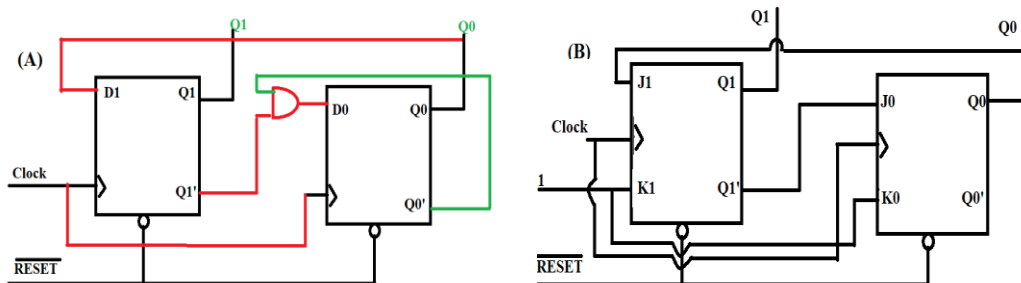 Q1 Q0
(A)
D1 Q1
D0 Q0
Clock
Q1' Q0'
RESET
Q1
Q0
(B)
J1 Q1
J0 Q0
Clock
1
K1 Q1'
K0 Q0'
RESET